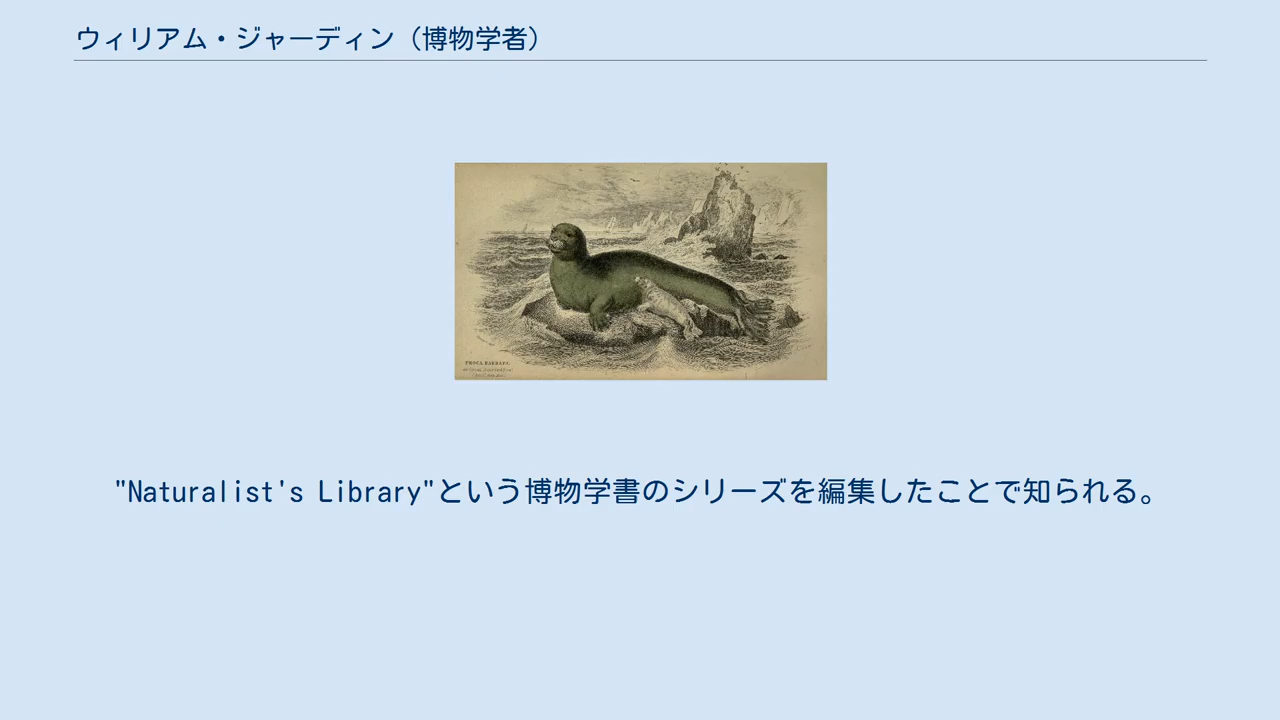 ウィリアム・ジャーディン（博物学者）
"Naturalist's Library"という博物学書のシリーズを編集したことで知られる。